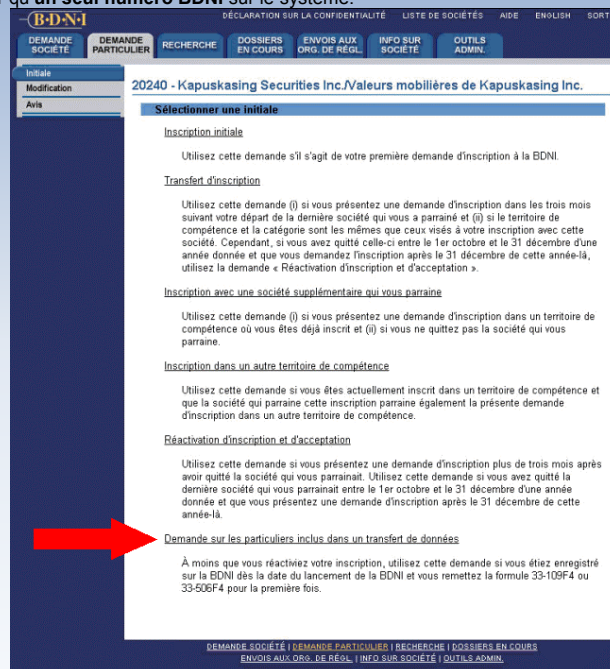 qu'un seul numéro BDNI sur le système.
B·D·N·I
DÉCLARATION SUR LA CONFIDENTIALITÉ LISTE DE SOCIÉTÉS AIDE ENGLISH SORT
DEMANDE SOCIÉTÉ
DEMANDE PARTICULIER
RECHERCHE
DOSSIERS EN COURS
ENVOIS AUX ORG. DE RÉGL.
INFO SUR SOCIÉTÉ
OUTILS ADMIN.
Initiale
Modification
Avis
20240 - Kapuskasing Securities Inc./Valeurs mobilières de Kapuskasing Inc.
Sélectionner une initiale
Inscription initiale
Utilisez cette demande s'il s'agit de votre première demande d'inscription à la BDNI.
Transfert d'inscription
Utilisez cette demande (i) si vous présentez une demande d'inscription dans les trois mois
suivant votre départ de la dernière société qui vous a parrainé et (ii) si le territoire de
compétence et la catégorie sont les mêmes que ceux visés à votre inscription avec cette
société. Cependant, si vous avez quitté celle-ci entre le 1er octobre et le 31 décembre d'une
année donnée et que vous demandez l'inscription après le 31 décembre de cette année-là,
utilisez la demande « Réactivation d'inscription et d'acceptation ».
Inscription avec une société supplémentaire qui vous parraine
Utilisez cette demande (i) si vous présentez une demande d'inscription dans un territoire de
compétence où vous êtes déjà inscrit et (ii) si vous ne quittez pas la société qui vous
parraine.
Inscription dans un autre territoire de compétence
Utilisez cette demande si vous êtes actuellement inscrit dans un territoire de compétence et
que la société qui parraine cette inscription parraine également la présente demande
d'inscription dans un autre territoire de compétence.
Réactivation d'inscription et d'acceptation
Utilisez cette demande si vous présentez une demande d'inscription plus de trois mois après
avoir quitté la société qui vous parrainait. Utilisez cette demande si vous avez quitté la
dernière société qui vous parrainait entre le 1er octobre et le 31 décembre d'une année
donnée et que vous présentez une demande d'inscription après le 31 décembre de cette
année-là.
Demande sur les particuliers inclus dans un transfert de données
À moins que vous réactiviez votre inscription, utilisez cette demande si vous étiez enregistré
sur la BDNI dès la date du lancement de la BDNI et vous remettez la formule 33-109F4 ou
33-506F4 pour la première fois.
DEMANDE SOCIÉTÉ | DEMANDE PARTICULIER | RECHERCHE | DOSSIERS EN COURS
ENVOIS AUX ORG. DE RÉGL. | INFO SUR SOCIÉTÉ | OUTILS ADMIN.